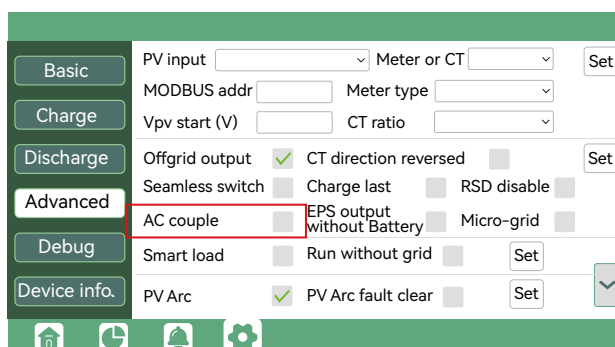 Basic
Charge
Discharge
Advanced
Debug
Device info.
PV input Meter or CT Set
MODBUS addr Meter type
Vpv start (V) CT ratio
Offgrid output CT direction reversed Set
Seamless switch Charge last RSD disable
AC couple EPS output without Battery Micro-grid
Smart load Run without grid Set
PV Arc PV Arc fault clear Set